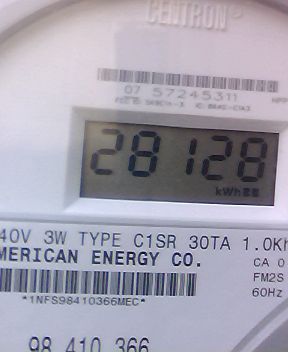 CENTRON®
07 57245311
28128
kWh
40V 3W TYPE C1SR 30TA 1.0Kh
MERICAN ENERGY CO.
CA 0
FM2S
60Hz
*1NFS98410366MEC*
98 410 366